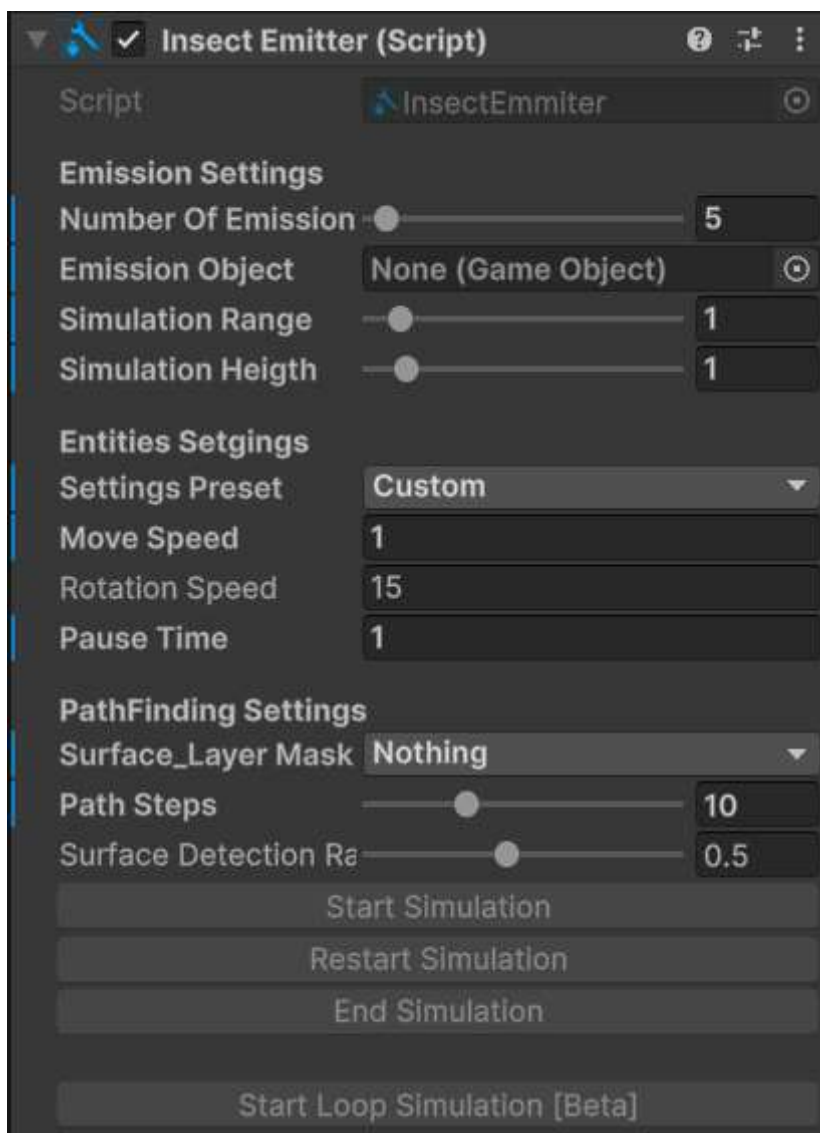 Insect Emitter (Script)
Script InsectEmmiter
Emission Settings
Number Of Emission 5
Emission Object None (Game Object)
Simulation Range 1
Simulation Heigth 1
Entities Setgings
Settings Preset Custom
Move Speed 1
Rotation Speed 15
Pause Time 1
PathFinding Settings
Surface_Layer Mask Nothing
Path Steps 10
Surface Detection Ra 0.5
Start Simulation
Restart Simulation
End Simulation
Start Loop Simulation [Beta]